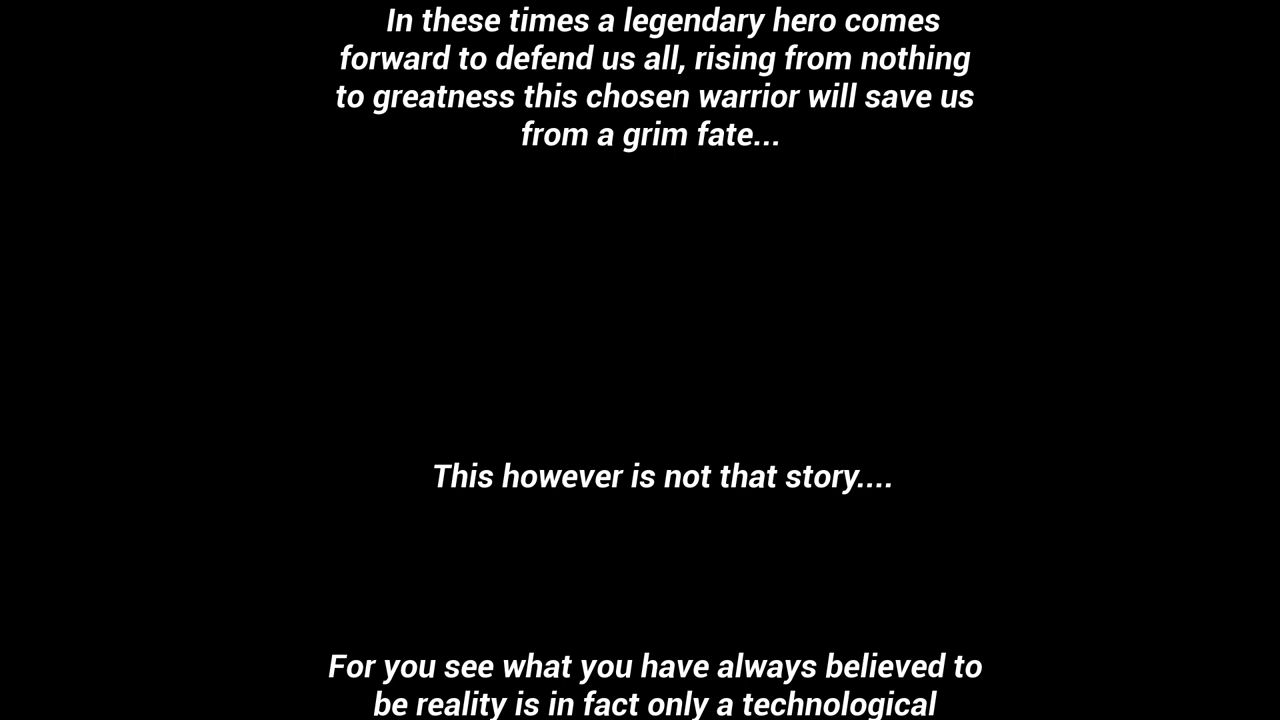 In these times a legendary hero comes
forward to defend us all, rising from nothing
to greatness this chosen warrior will save us
from a grim fate...
This however is not that story....
For you see what you have always believed to
be reality is in fact only a technological